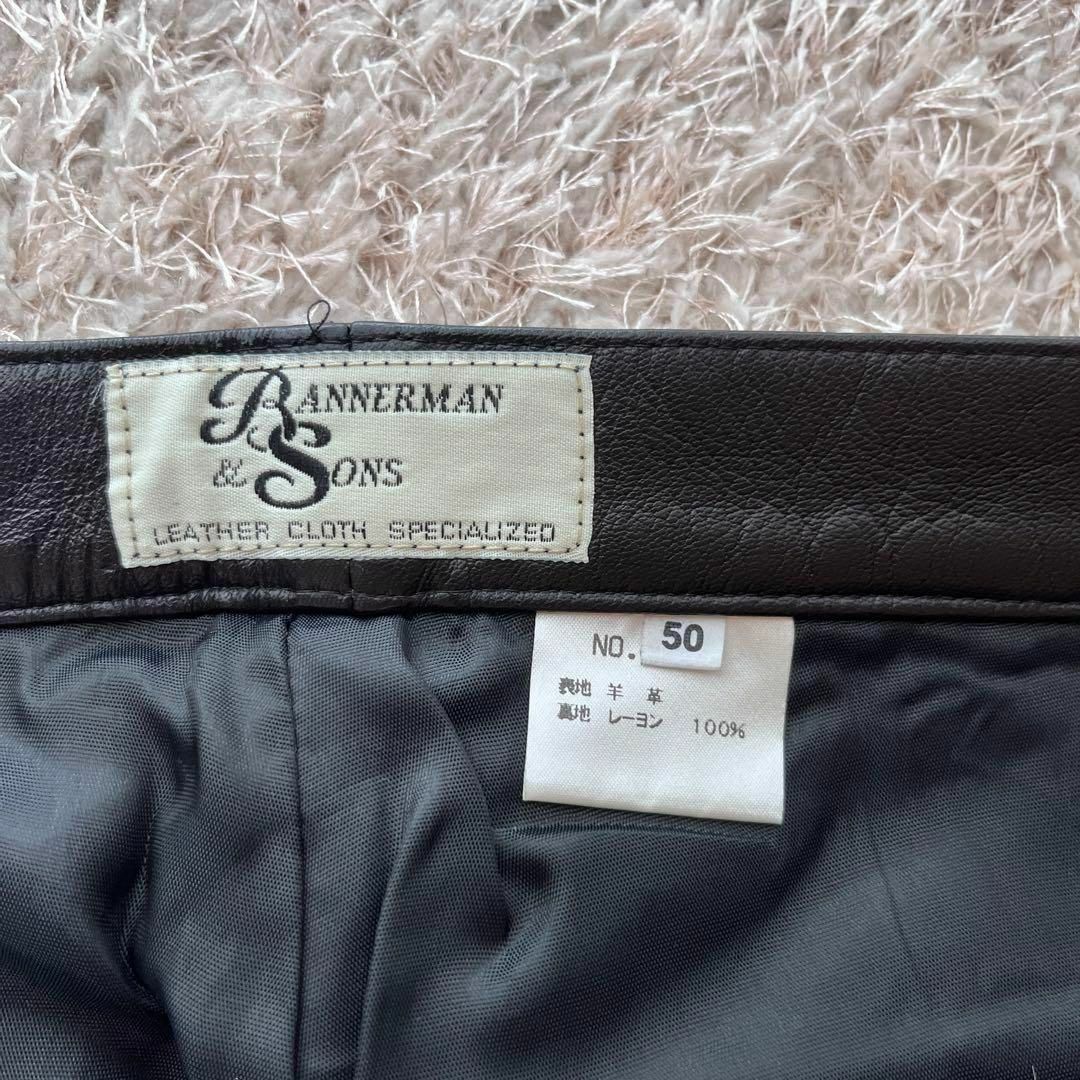 BANNERMAN
& SONS
LEATHER CLOTH SPECIALIZED
NO. 50
表地 羊 革
裏地 レーヨン 100%